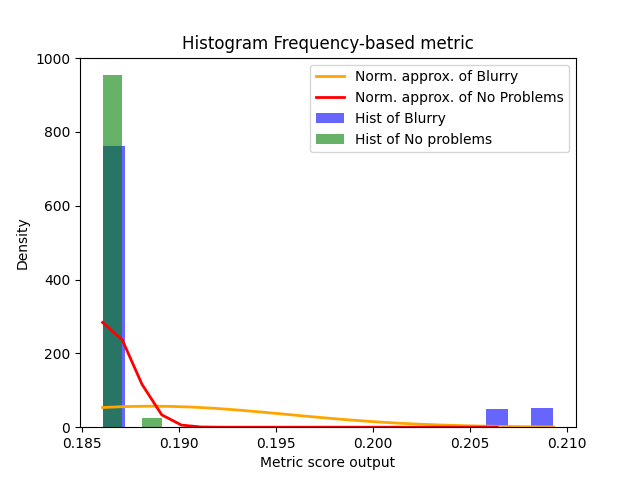 Histogram Frequency-based metric
Norm. approx. of Blurry
Norm. approx. of No Problems
Hist of Blurry
Hist of No problems
1000
800
600
400
200
0
Density
0.185 0.190 0.195 0.200 0.205 0.210
Metric score output